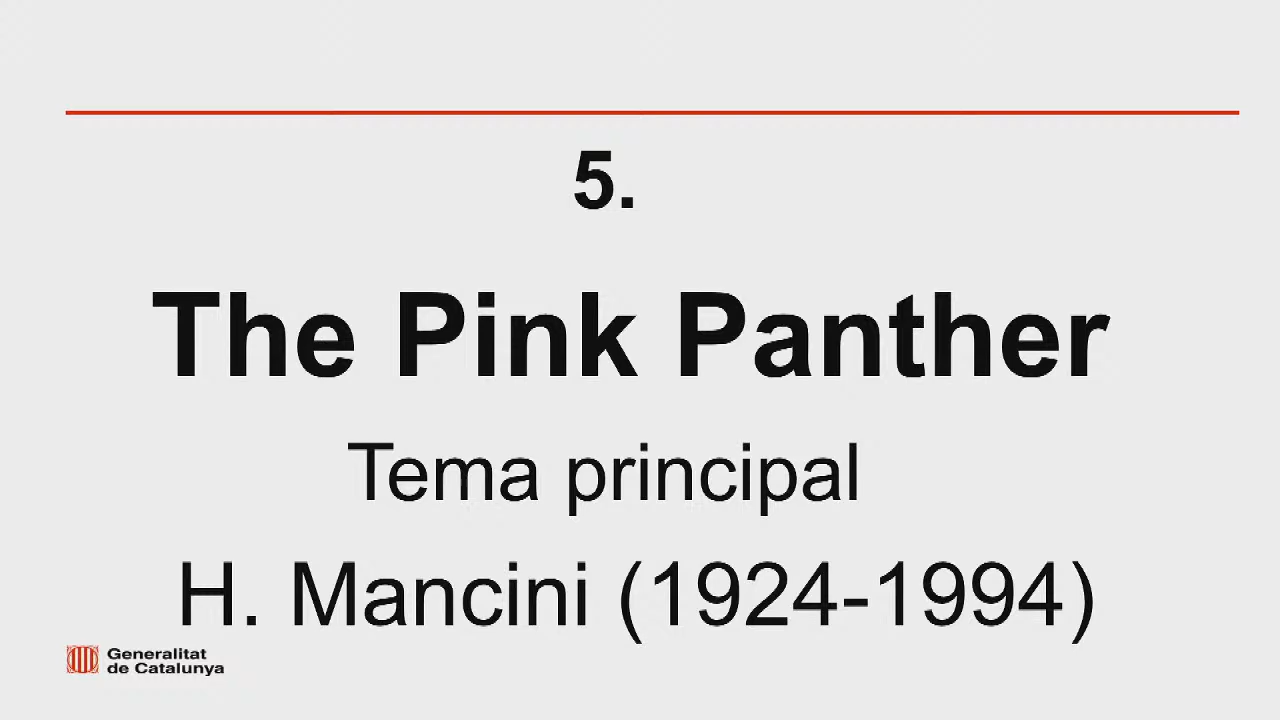 5.
The Pink Panther
Tema principal
H. Mancini (1924-1994)
Generalitat
de Catalunya